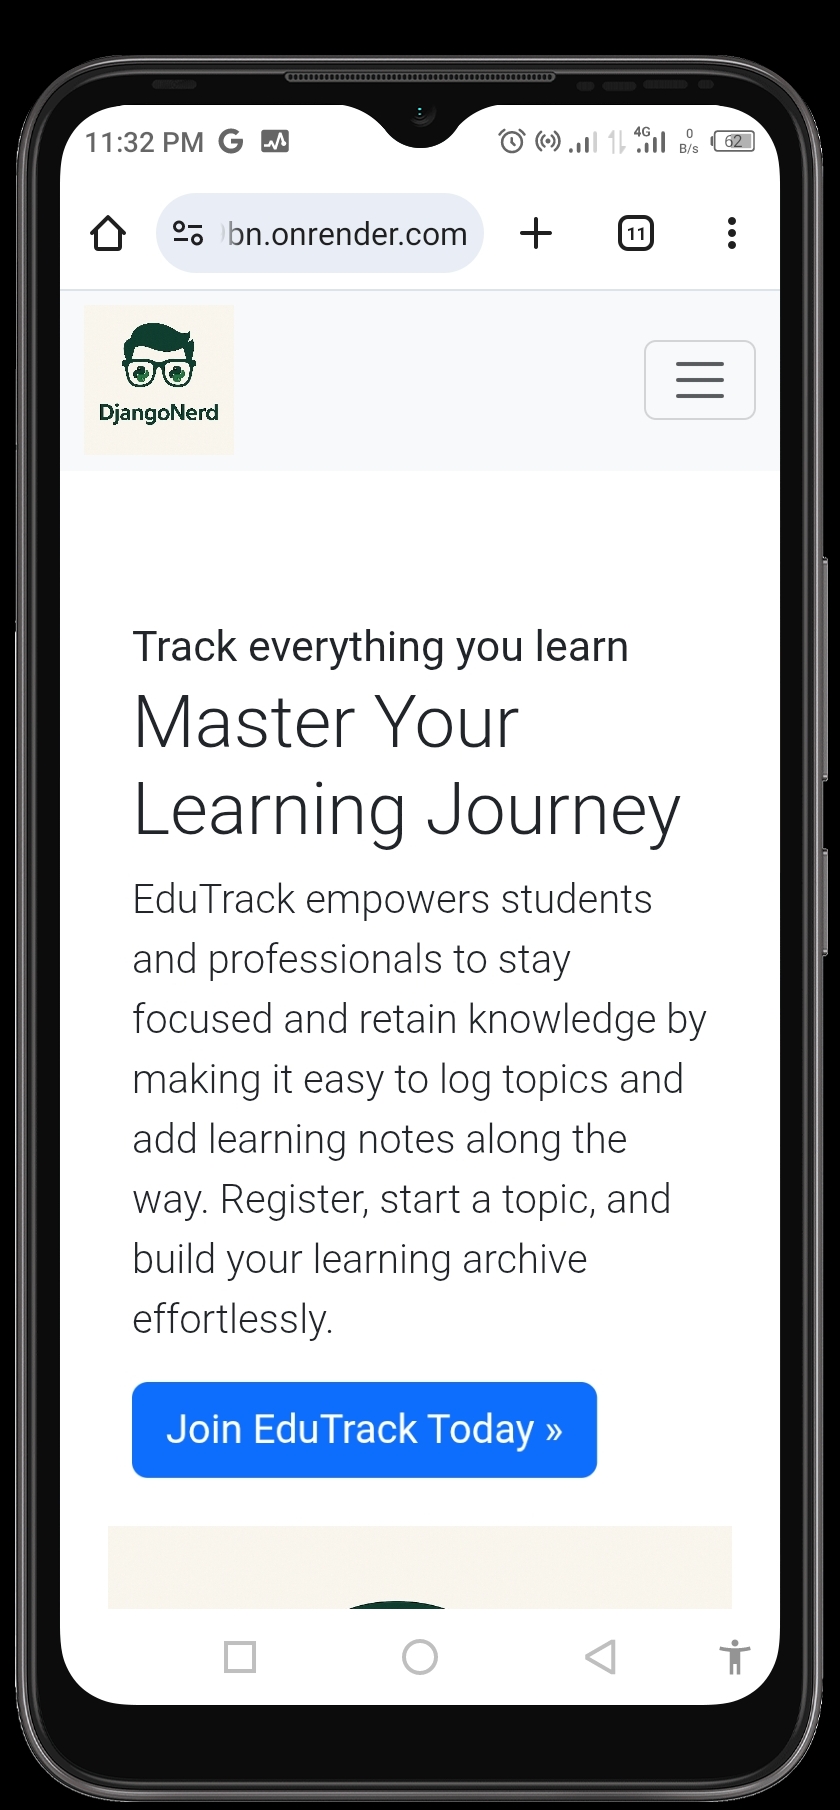 11:32 PM G 4G 0 B/s 62
bn.onrender.com 11
DjangoNerd
Track everything you learn
Master Your
Learning Journey
EduTrack empowers students
and professionals to stay
focused and retain knowledge by
making it easy to log topics and
add learning notes along the
way. Register, start a topic, and
build your learning archive
effortlessly.
Join EduTrack Today »